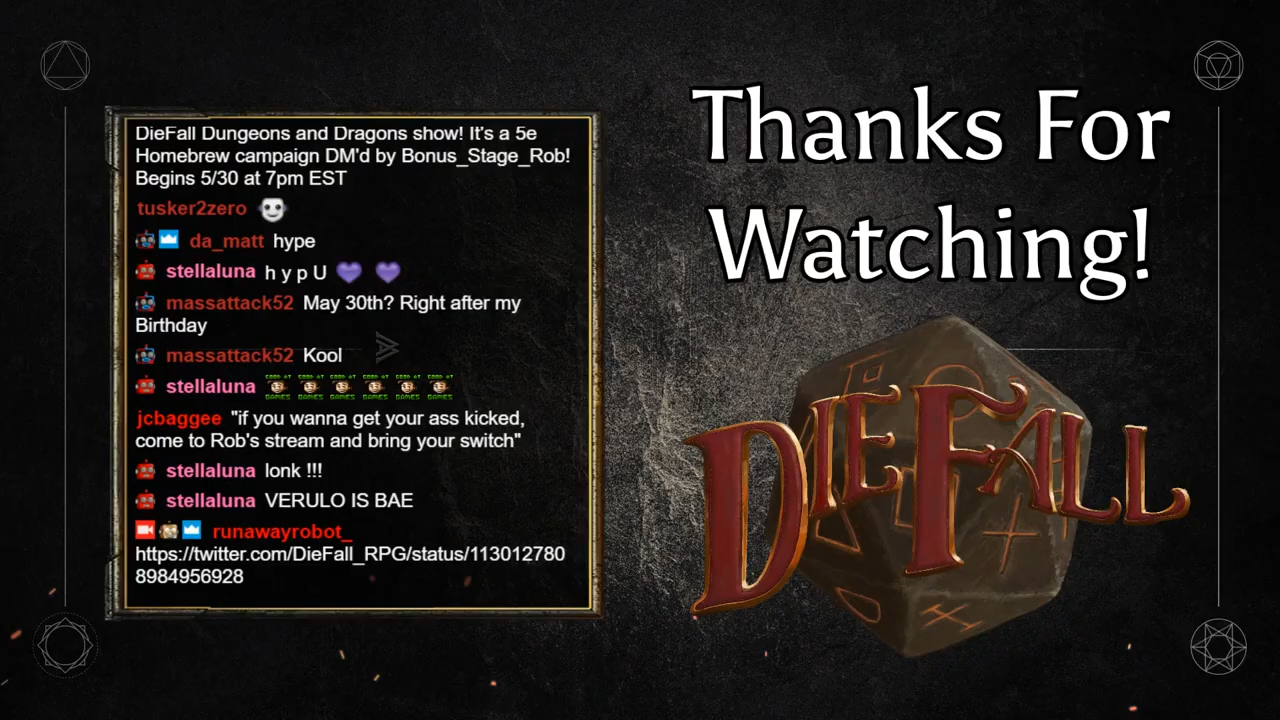 DieFall Dungeons and Dragons show! It's a 5e
Homebrew campaign DM'd by Bonus_Stage_Rob!
Begins 5/30 at 7pm EST
tusker2zero
da_matt hype
stellaluna h y p U
massattack52 May 30th? Right after my
Birthday
massattack52 Kool
stellaluna
jcbaggee "if you wanna get your ass kicked,
come to Rob's stream and bring your switch"
stellaluna lonk !!!
stellaluna VERULO IS BAE
runawayrobot_
https://twitter.com/DieFall_RPG/status/113012780
8984956928
Thanks For
Watching!
DIEFALL